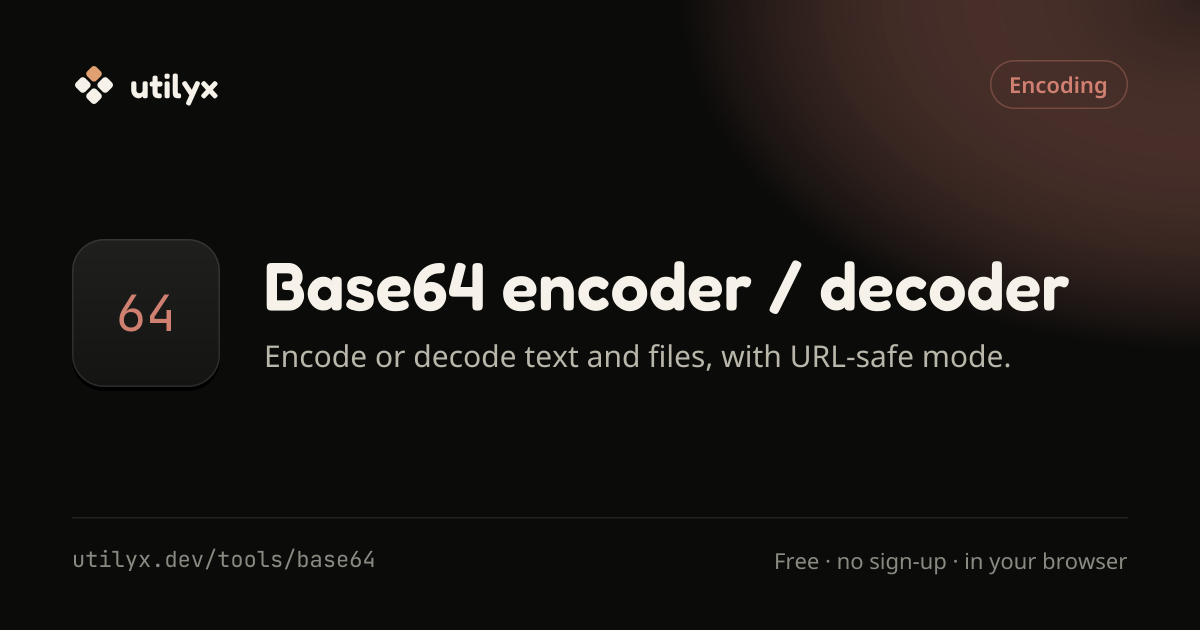 utilyx
Encoding
64
Base64 encoder / decoder
Encode or decode text and files, with URL-safe mode.
utilyx.dev/tools/base64
Free · no sign-up · in your browser